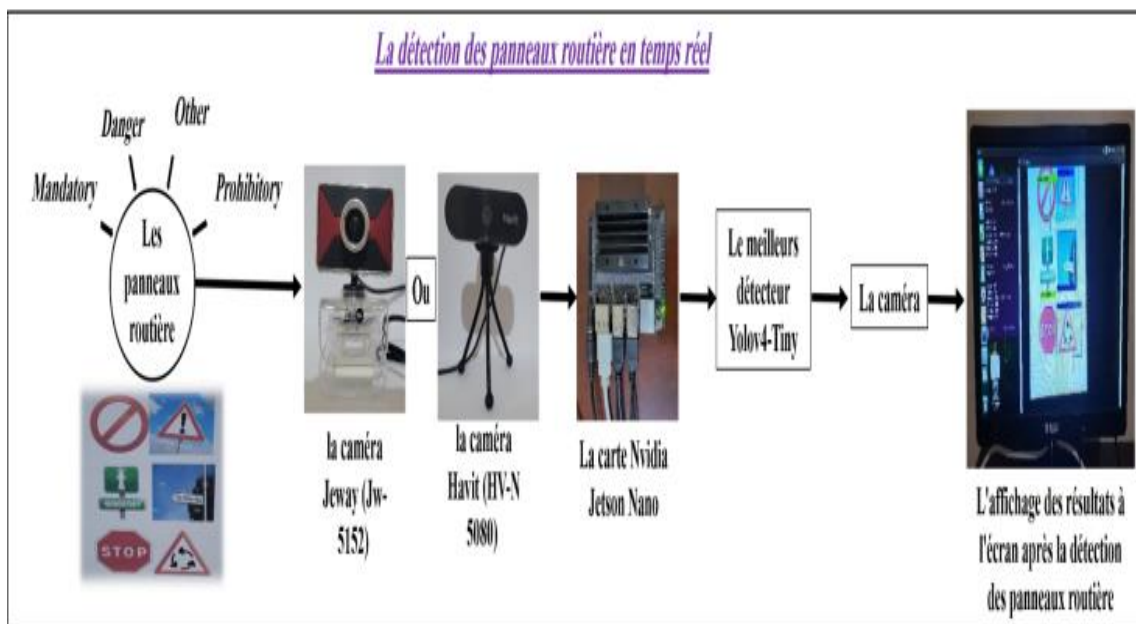 La détection des panneaux routière en temps réel
Danger
Other
Mandatory
Prohibitory
Les
panneaux
routière
STOP
la caméra
Jeway (Jw-
5152)
Ou
la caméra
Havit (HV-N
5080)
La carte Nvidia
Jetson Nano
Le meilleurs
détecteur
Yolov4-Tiny
La caméra
STOP
L'affichage des résultats à
l'écran après la détection
des panneaux routière